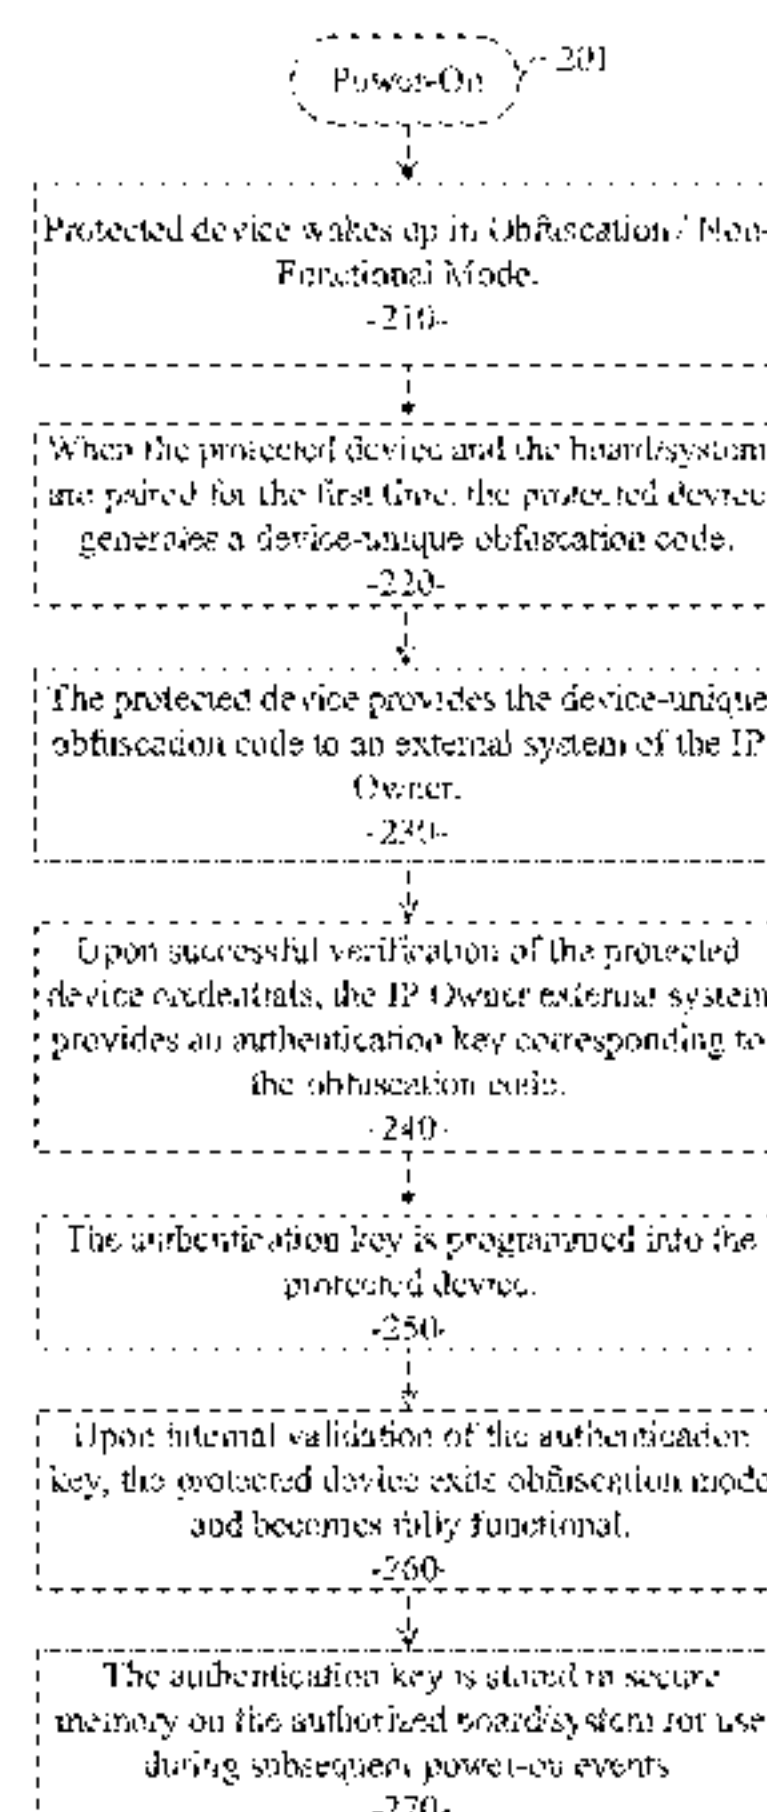 Power-On
201
Protected device wakes up in Obfuscation / Non-
Functional Mode.
-210-
When the protected device and the board/system
are paired for the first time, the protected device
generates a device-unique obfuscation code.
-220-
The protected device provides the device-unique
obfuscation code to an external system of the IP
Owner.
-230-
Upon successful verification of the protected
device credentials, the IP Owner external system
provides an authentication key corresponding to
the obfuscation code.
-240-
The authentication key is programmed into the
protected device.
-250-
Upon internal validation of the authentication
key, the protected device exits obfuscation mode
and becomes fully functional.
-260-
The authentication key is stored in secure
memory on the authorized board/system for use
during subsequent power-on events
-270-